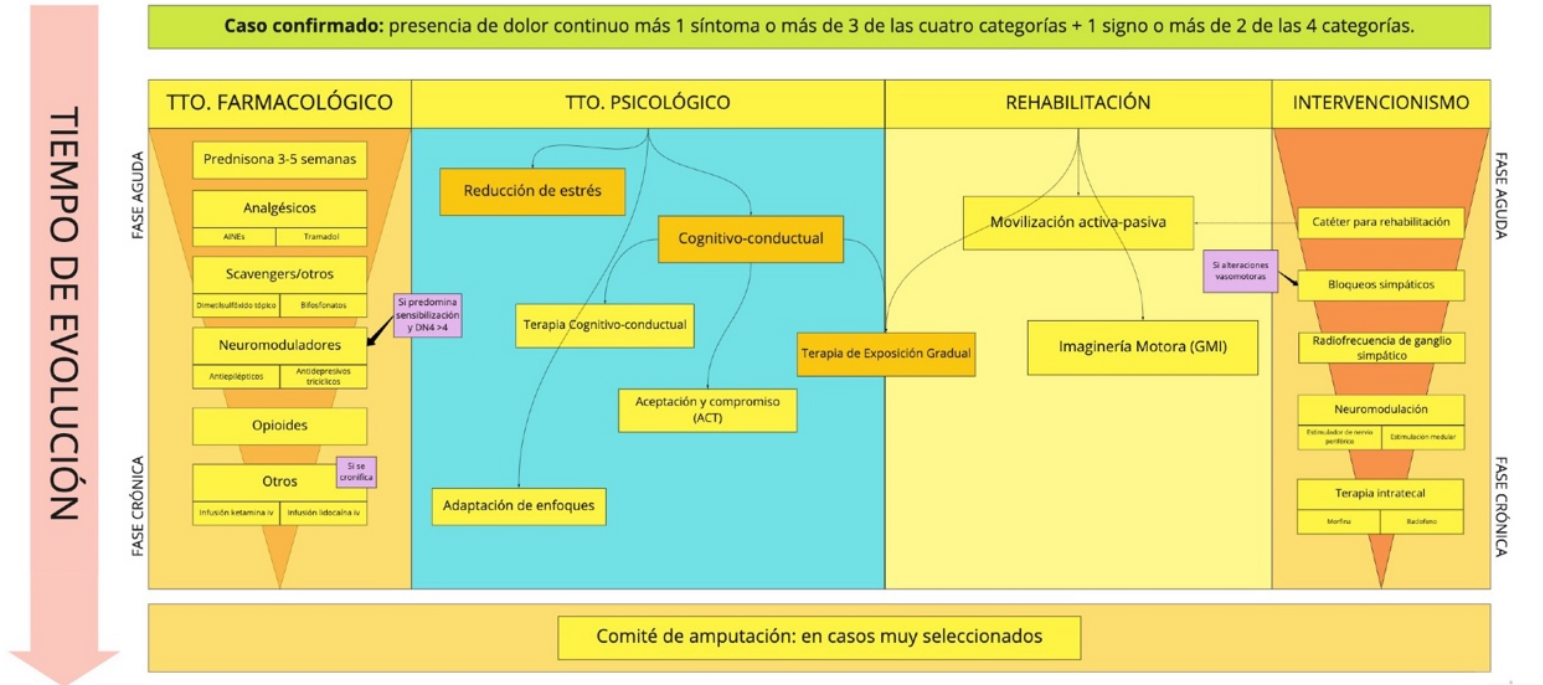 Caso confirmado: presencia de dolor continuo más 1 síntoma o más de 3 de las cuatro categorías + 1 signo o más de 2 de las 4 categorías.
TIEMPO DE EVOLUCIÓN
TTO. FARMACOLÓGICO
FASE AGUDA
Prednisona 3-5 semanas
Analgésicos
AINEs
Tramadol
Scavengers/otros
Dimetilsulfóxido tópico
Bifosfonatos
Si predomina
sensibilización
y DN4 >4
Neuromoduladores
Antiepilépticos
Antidepresivos
tricíclicos
Opioides
FASE CRÓNICA
Si se
cronifica
Otros
Infusión ketamina iv
Infusión lidocaína iv
TTO. PSICOLÓGICO
Reducción de estrés
Cognitivo-conductual
Terapia Cognitivo-conductual
Terapia de Exposición Gradual
Aceptación y compromiso
(ACT)
Adaptación de enfoques
REHABILITACIÓN
Movilización activa-pasiva
Imaginería Motora (GMI)
INTERVENCIONISMO
FASE AGUDA
Catéter para rehabilitación
Si alteraciones
vasomotoras
Bloqueos simpáticos
Radiofrecuencia de ganglio
simpático
Neuromodulación
Estimulador de nervio
periférico
Estimulación medular
FASE CRÓNICA
Terapia intratecal
Morfina
Baclofeno
Comité de amputación: en casos muy seleccionados